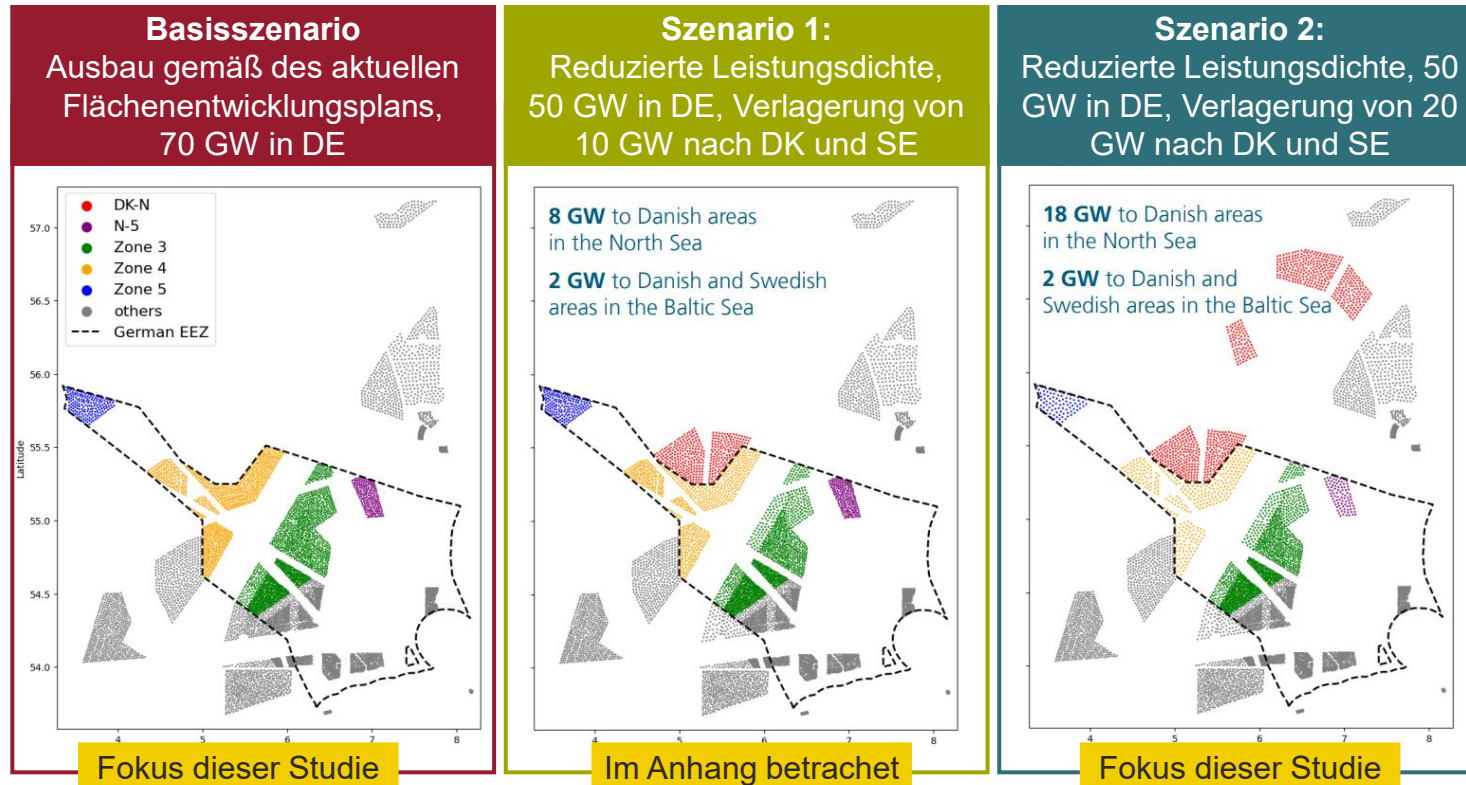 Basisszenario
Ausbau gemäß des aktuellen
Flächenentwicklungsplans,
70 GW in DE
DK-N
N-5
Zone 3
Zone 4
Zone 5
others
German EEZ
57.0
56.5
56.0
55.5
55.0
54.5
54.0
Latitude
4
5
6
7
8
Fokus dieser Studie
Szenario 1:
Reduzierte Leistungsdichte,
50 GW in DE, Verlagerung von
10 GW nach DK und SE
8 GW to Danish areas
in the North Sea
2 GW to Danish and Swedish
areas in the Baltic Sea
4
5
6
7
8
Im Anhang betrachet
Szenario 2:
Reduzierte Leistungsdichte, 50
GW in DE, Verlagerung von 20
GW nach DK und SE
18 GW to Danish areas
in the North Sea
2 GW to Danish and
Swedish areas in the Baltic Sea
4
5
6
7
8
Fokus dieser Studie